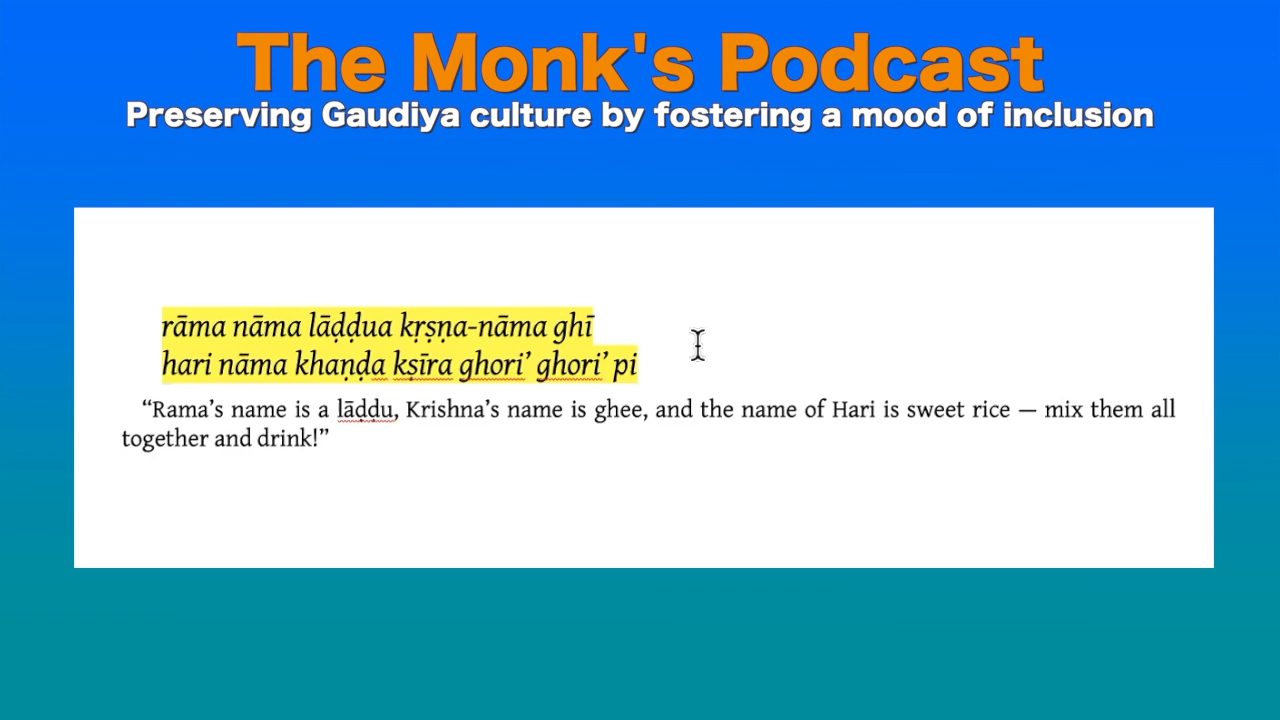 The Monk's Podcast
Preserving Gaudiya culture by fostering a mood of inclusion
rāma nāma lāḍḍua kṛṣṇa-nāma ghī
hari nāma khaṇḍa kṣīra ghori’ ghori’ pi
“Rama’s name is a lāḍḍu, Krishna’s name is ghee, and the name of Hari is sweet rice — mix them all
together and drink!”